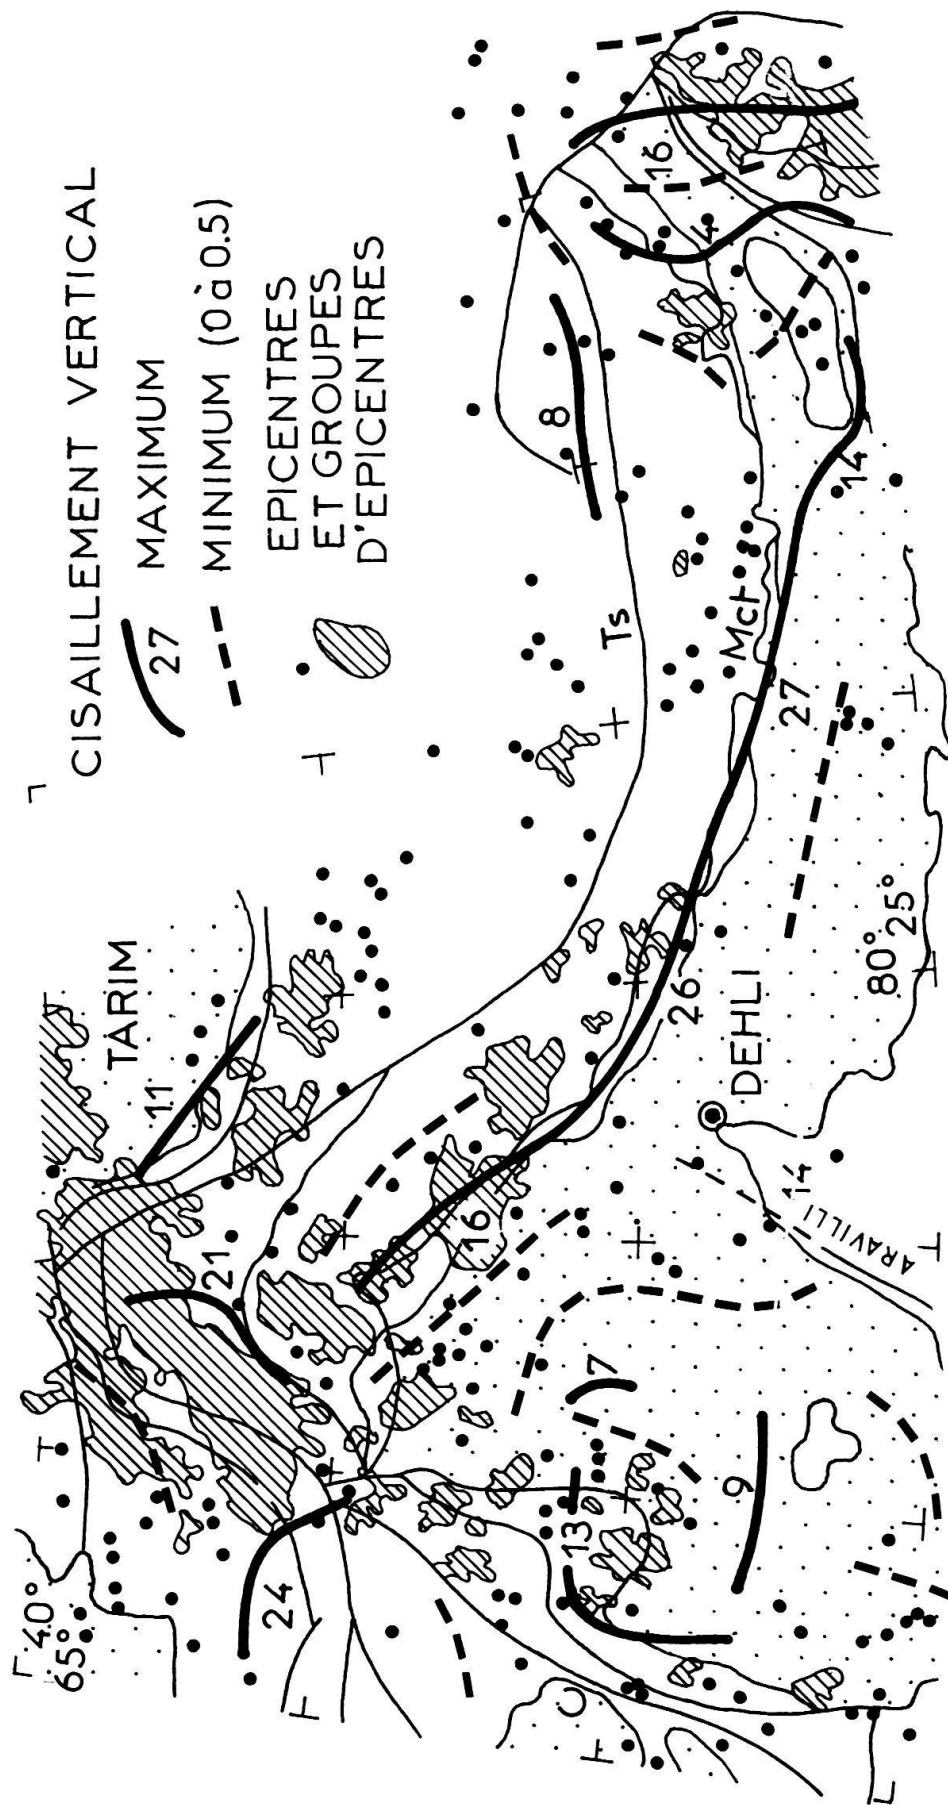 CISAILLEMENT VERTICAL
27
MAXIMUM
MINIMUM (0 à 0.5)
EPICENTRES
ET GROUPES
D'EPICENTRES
40°
65°
TARIM
11
21
24
16
8
Ts
16
4
Mct
14
27
26
DEHLI
80°
25°
14
ARAVILLI
7
13
9